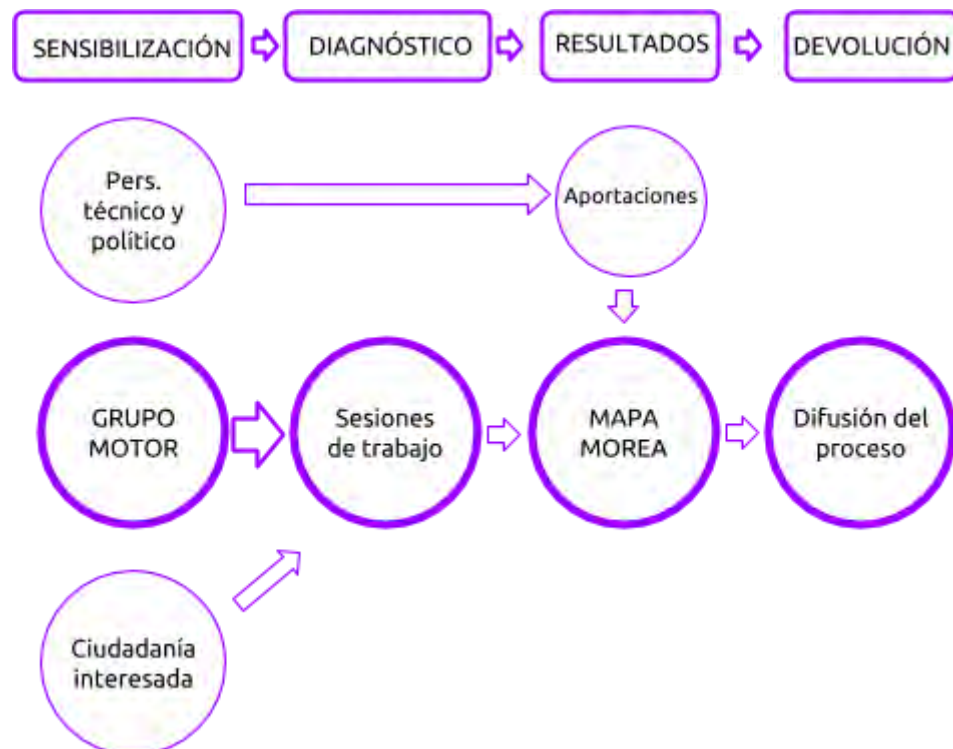 SENSIBILIZACIÓN
DIAGNÓSTICO
RESULTADOS
DEVOLUCIÓN
Pers.
técnico y
político
Aportaciones
GRUPO
MOTOR
Sesiones
de trabajo
MAPA
MOREA
Difusión del
proceso
Ciudadanía
interesada